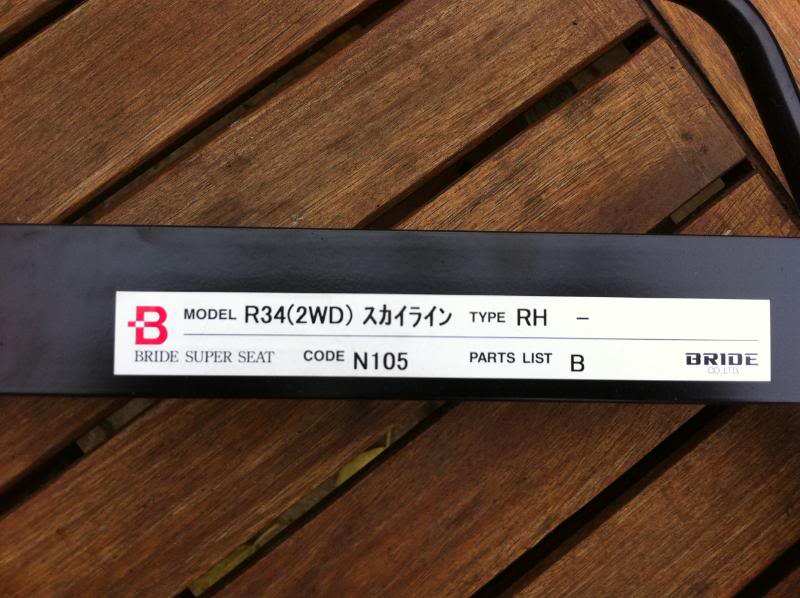 B MODEL R34(2WD) スカイライン TYPE RH -
BRIDE SUPER SEAT CODE N105 PARTS LIST B BRIDE
CO.,LTD.